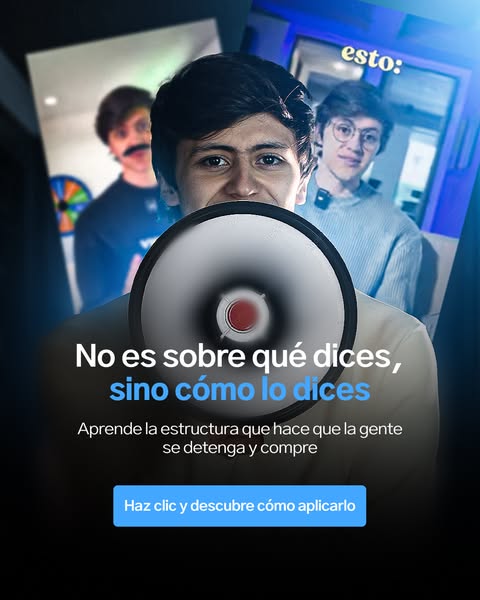 esto:
No es sobre qué dices,
sino cómo lo dices
Aprende la estructura que hace que la gente
se detenga y compre
Haz clic y descubre cómo aplicarlo